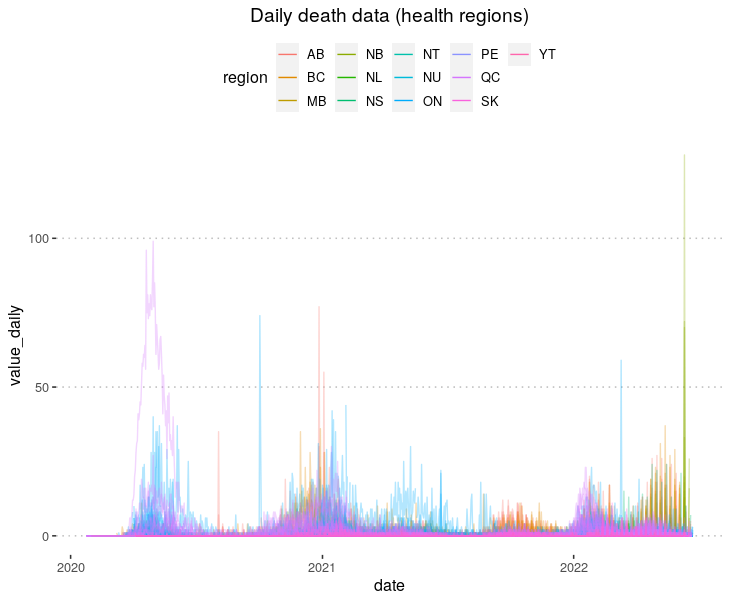 Daily death data (health regions)
AB NB NT PE YT
region BC NL NU QC
MB NS ON SK
100
50
0
value_daily
2020 2021 2022
date